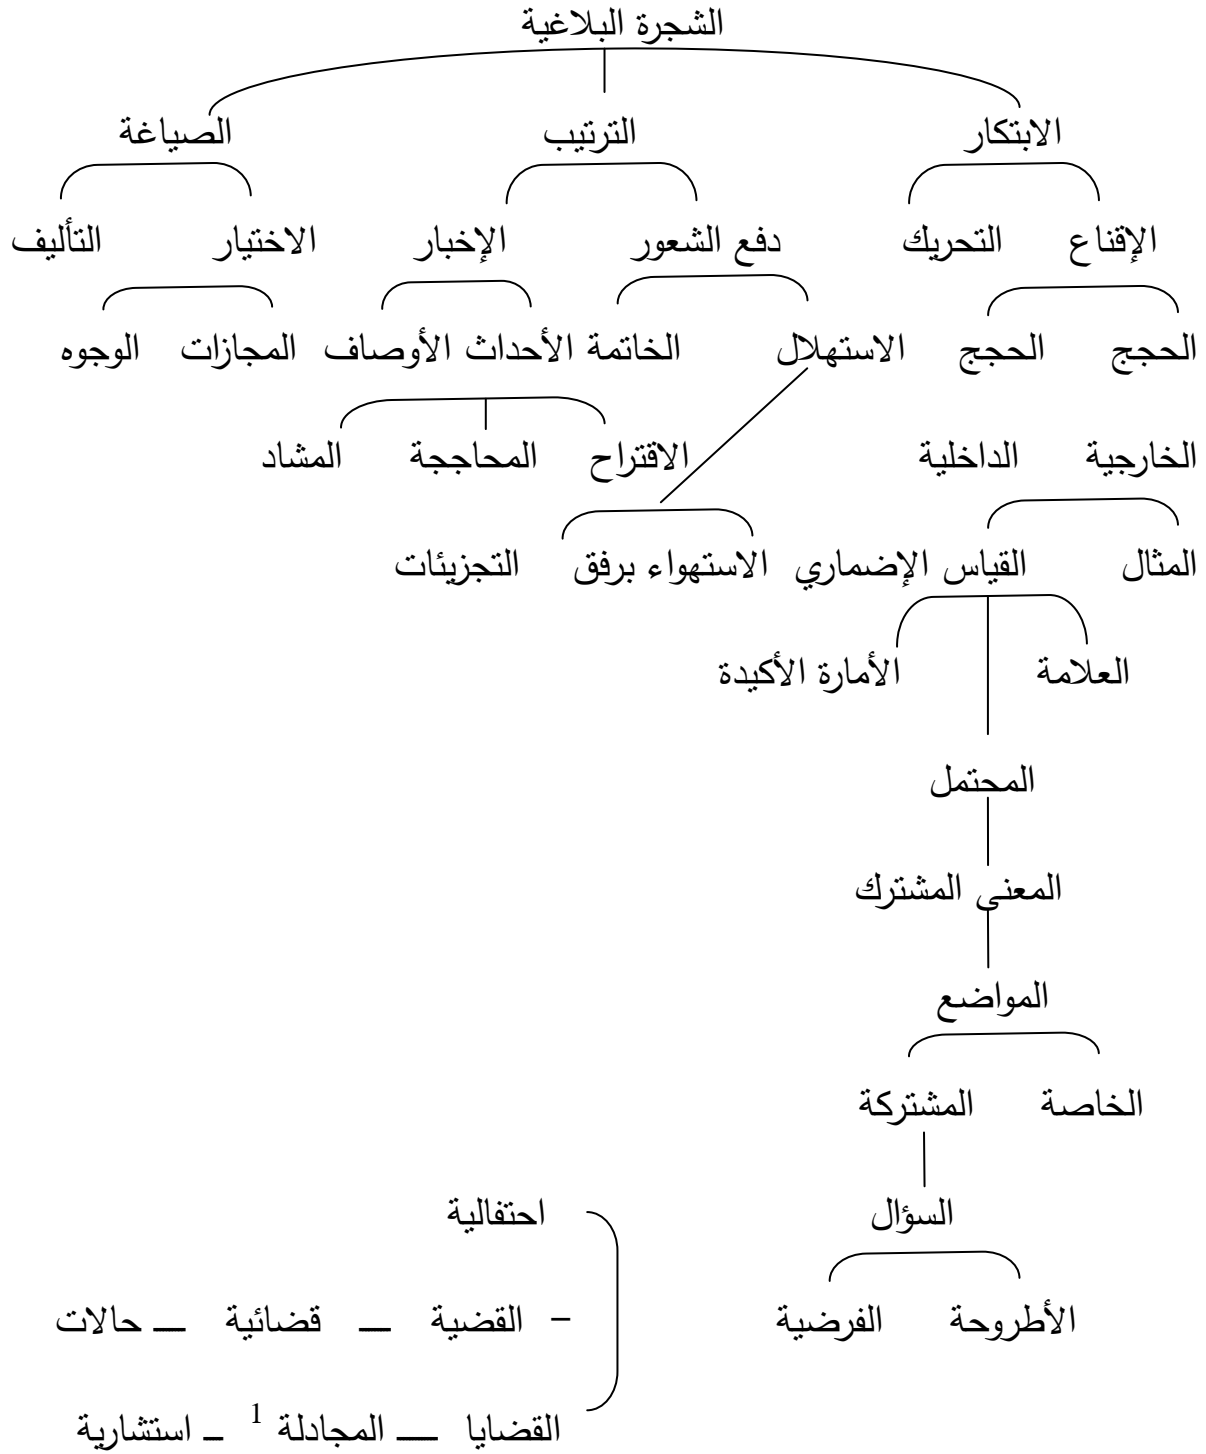 الشجرة البلاغية
الابتكار الترتيب الصياغة
الإقناع التحريك دفع الشعور الإخبار الاختيار التأليف
الحجج الحجج الاستهلال الخاتمة الأحداث الأوصاف المجازات الوجوه
الخارجية الداخلية الاقتراح المحاججة المشاد
المثال القياس الإضماري الاستهواء برفق التجزيئات
العلامة الأمارة الأكيدة
المحتمل
المعنى المشترك
المواضع
الخاصة المشتركة
السؤال احتفالية
الأطروحة الفرضية – القضية ــ قضائية ــ حالات
القضايا ــ المجادلة 1 ـ استشارية